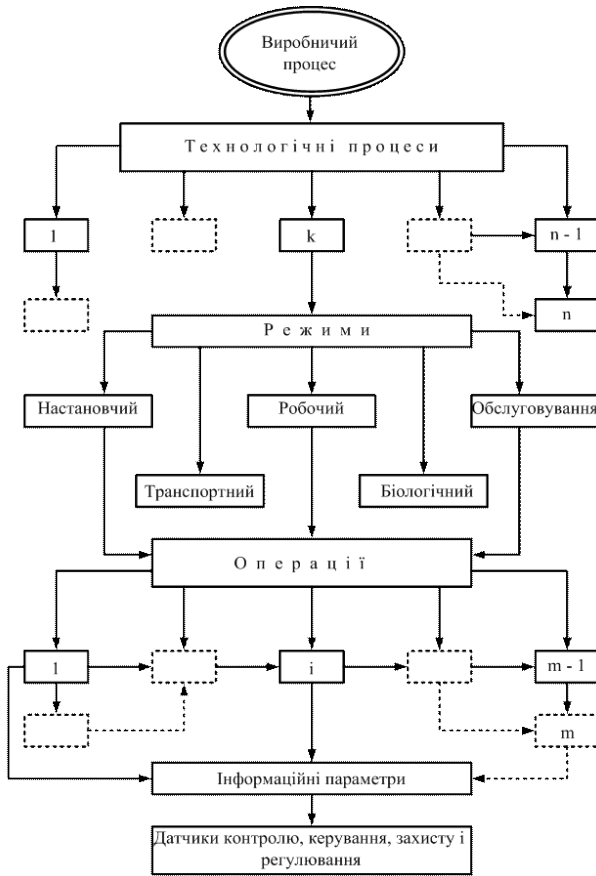 Виробничий
процес
Технологічні процеси
1
k
n - 1
n
Режими
Настановчий
Робочий
Обслуговування
Транспортний
Біологічний
Операції
1
i
m - 1
m
Інформаційні параметри
Датчики контролю, керування, захисту і
регулювання